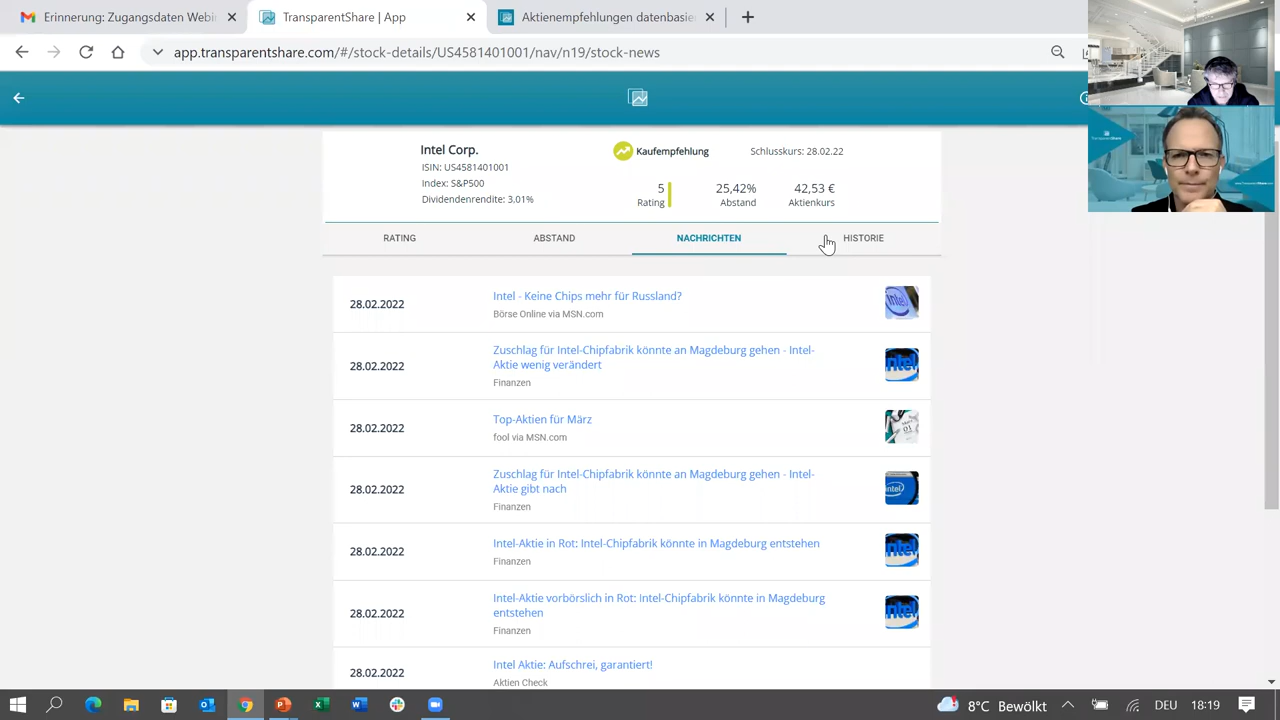 Erinnerung: Zugangsdaten Webi
TransparentShare | App
Aktienempfehlungen datenbasie
app.transparentshare.com/#/stock-details/US4581401001/nav/n19/stock-news
Intel Corp.
ISIN: US4581401001
Index: S&P500
Dividendenrendite: 3,01%
Kaufempfehlung
Schlusskurs: 28.02.22
5
Rating
25,42%
Abstand
42,53 €
Aktienkurs
RATING
ABSTAND
NACHRICHTEN
HISTORIE
28.02.2022
Intel - Keine Chips mehr für Russland?
Börse Online via MSN.com
28.02.2022
Zuschlag für Intel-Chipfabrik könnte an Magdeburg gehen - Intel-
Aktie wenig verändert
Finanzen
28.02.2022
Top-Aktien für März
fool via MSN.com
28.02.2022
Zuschlag für Intel-Chipfabrik könnte an Magdeburg gehen - Intel-
Aktie gibt nach
Finanzen
28.02.2022
Intel-Aktie in Rot: Intel-Chipfabrik könnte in Magdeburg entstehen
Finanzen
28.02.2022
Intel-Aktie vorbörslich in Rot: Intel-Chipfabrik könnte in Magdeburg
entstehen
Finanzen
28.02.2022
Intel Aktie: Aufschrei, garantiert!
Aktien Check
8°C Bewölkt
DEU
18:19